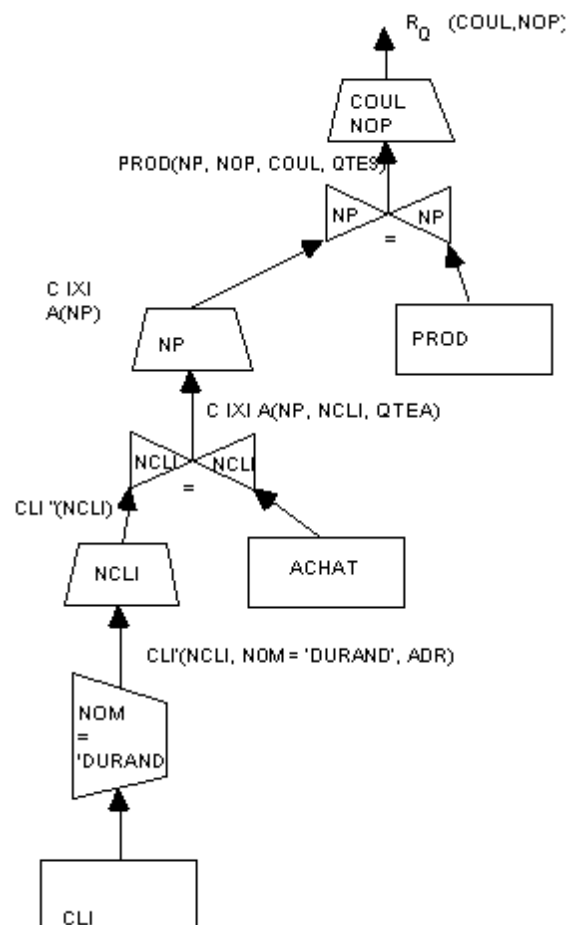 R_Q (COUL,NOP)
COUL
NOP
PROD(NP, NOP, COUL, QTES)
NP NP
=
C IXI
A(NP)
NP
PROD
C IXI A(NP, NCLI, QTEA)
NCLI NCLI
=
CLI "(NCLI)
NCLI
ACHAT
CLI'(NCLI, NOM = 'DURAND', ADR)
NOM
=
'DURAND
CLI